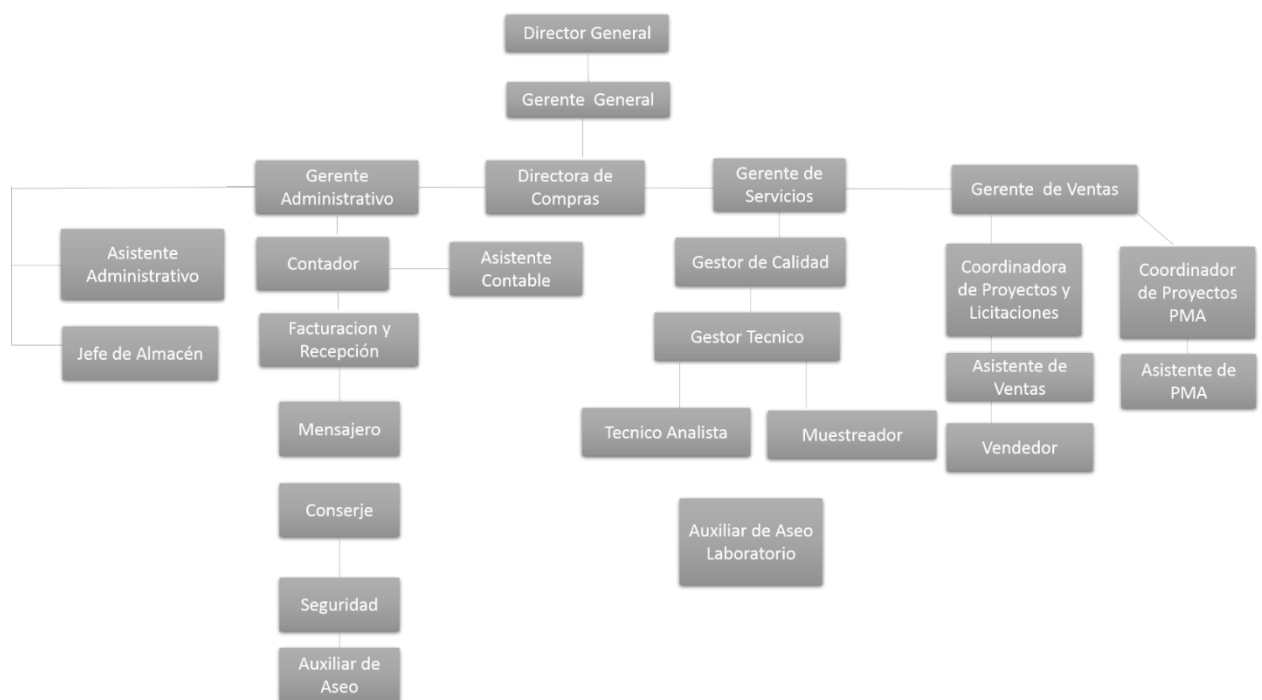 Director General
Gerente General
Gerente
Administrativo
Directora de
Compras
Gerente de
Servicios
Gerente de Ventas
Asistente
Administrativo
Contador
Asistente
Contable
Gestor de Calidad
Coordinadora
de Proyectos y
Licitaciones
Coordinador
de Proyectos
PMA
Jefe de Almacén
Facturacion y
Recepción
Gestor Tecnico
Asistente de
Ventas
Asistente de
PMA
Mensajero
Tecnico Analista
Muestreador
Vendedor
Conserje
Auxiliar de Aseo
Laboratorio
Seguridad
Auxiliar de
Aseo